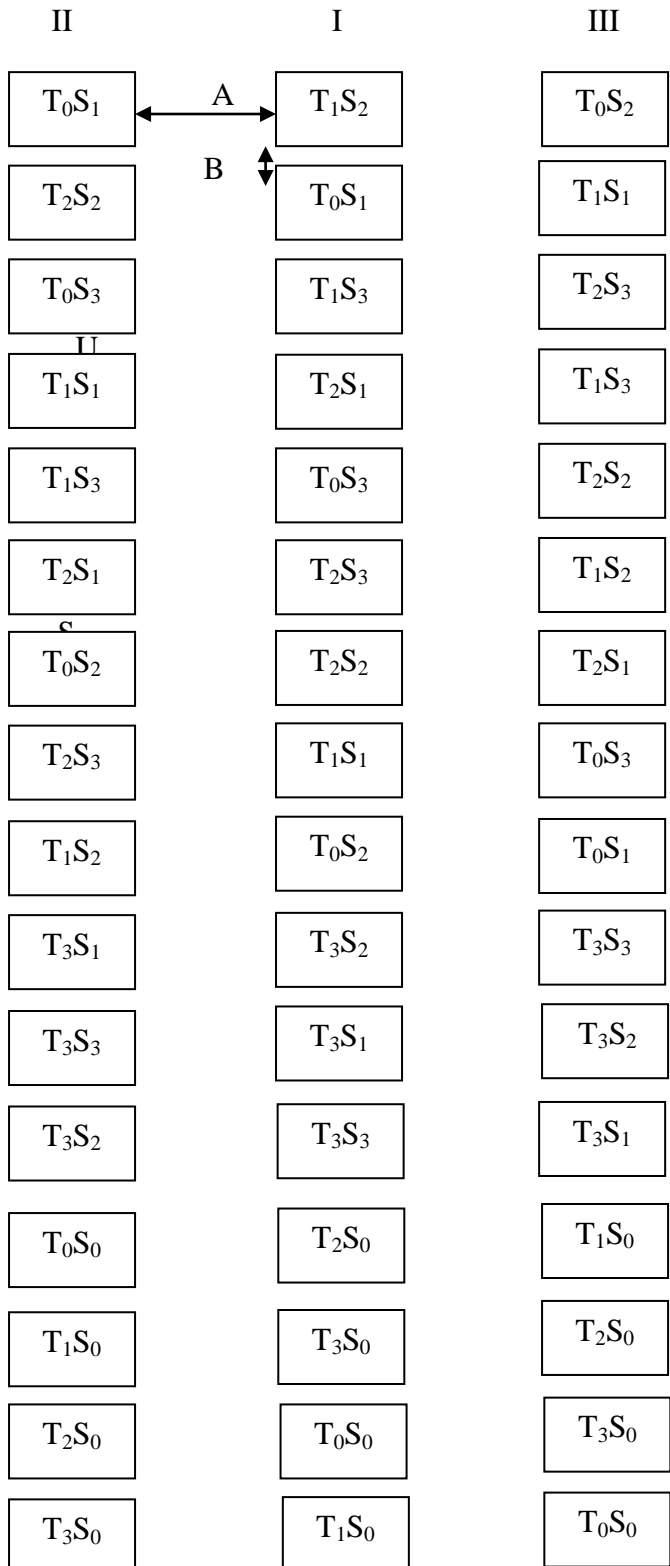 II I III
T₀S₁ A T₁S₂ T₀S₂
B
T₂S₂ T₀S₁ T₁S₁
T₀S₃ T₁S₃ T₂S₃
U
T₁S₁ T₂S₁ T₁S₃
T₁S₃ T₀S₃ T₂S₂
T₂S₁ T₂S₃ T₁S₂
S
T₀S₂ T₂S₂ T₂S₁
T₂S₃ T₁S₁ T₀S₃
T₁S₂ T₀S₂ T₀S₁
T₃S₁ T₃S₂ T₃S₃
T₃S₃ T₃S₁ T₃S₂
T₃S₂ T₃S₃ T₃S₁
T₀S₀ T₂S₀ T₁S₀
T₁S₀ T₃S₀ T₂S₀
T₂S₀ T₀S₀ T₃S₀
T₃S₀ T₁S₀ T₀S₀